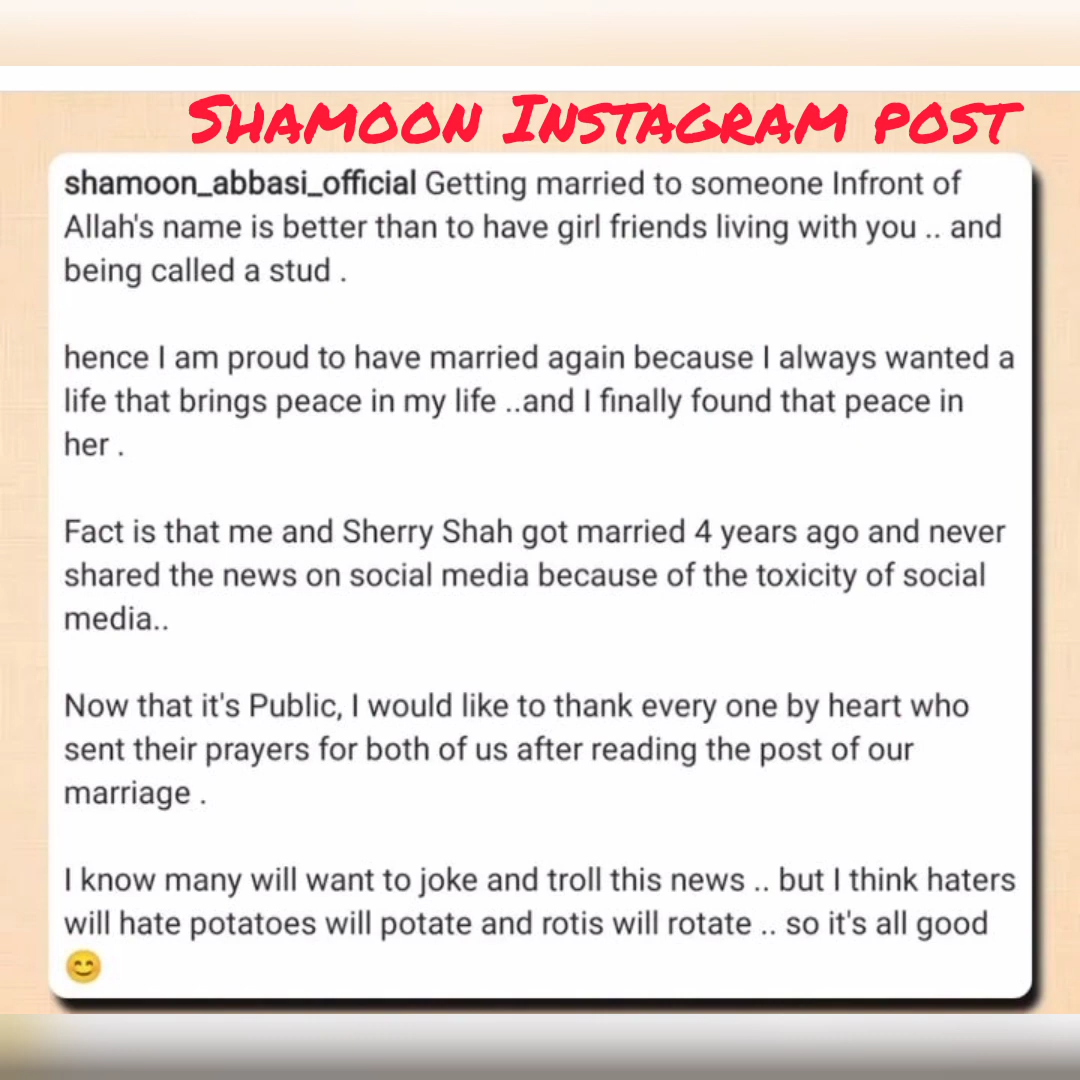 Shamoon Instagram post
shamoon_abbasi_official Getting married to someone Infront of
Allah's name is better than to have girl friends living with you .. and
being called a stud .
hence I am proud to have married again because I always wanted a
life that brings peace in my life ..and I finally found that peace in
her .
Fact is that me and Sherry Shah got married 4 years ago and never
shared the news on social media because of the toxicity of social
media..
Now that it's Public, I would like to thank every one by heart who
sent their prayers for both of us after reading the post of our
marriage .
I know many will want to joke and troll this news .. but I think haters
will hate potatoes will potate and rotis will rotate .. so it's all good
😊